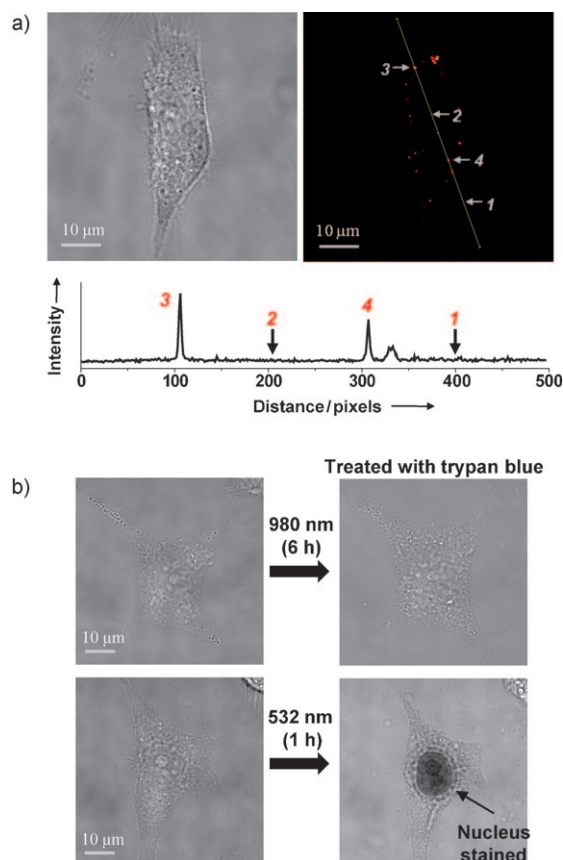 a)
3
2
4
1
10 µm
10 µm
Intensity
3
2
4
1
0 100 200 300 400 500
Distance/pixels
Treated with trypan blue
b)
980 nm
(6 h)
10 µm
532 nm
(1 h)
10 µm
Nucleus
stained